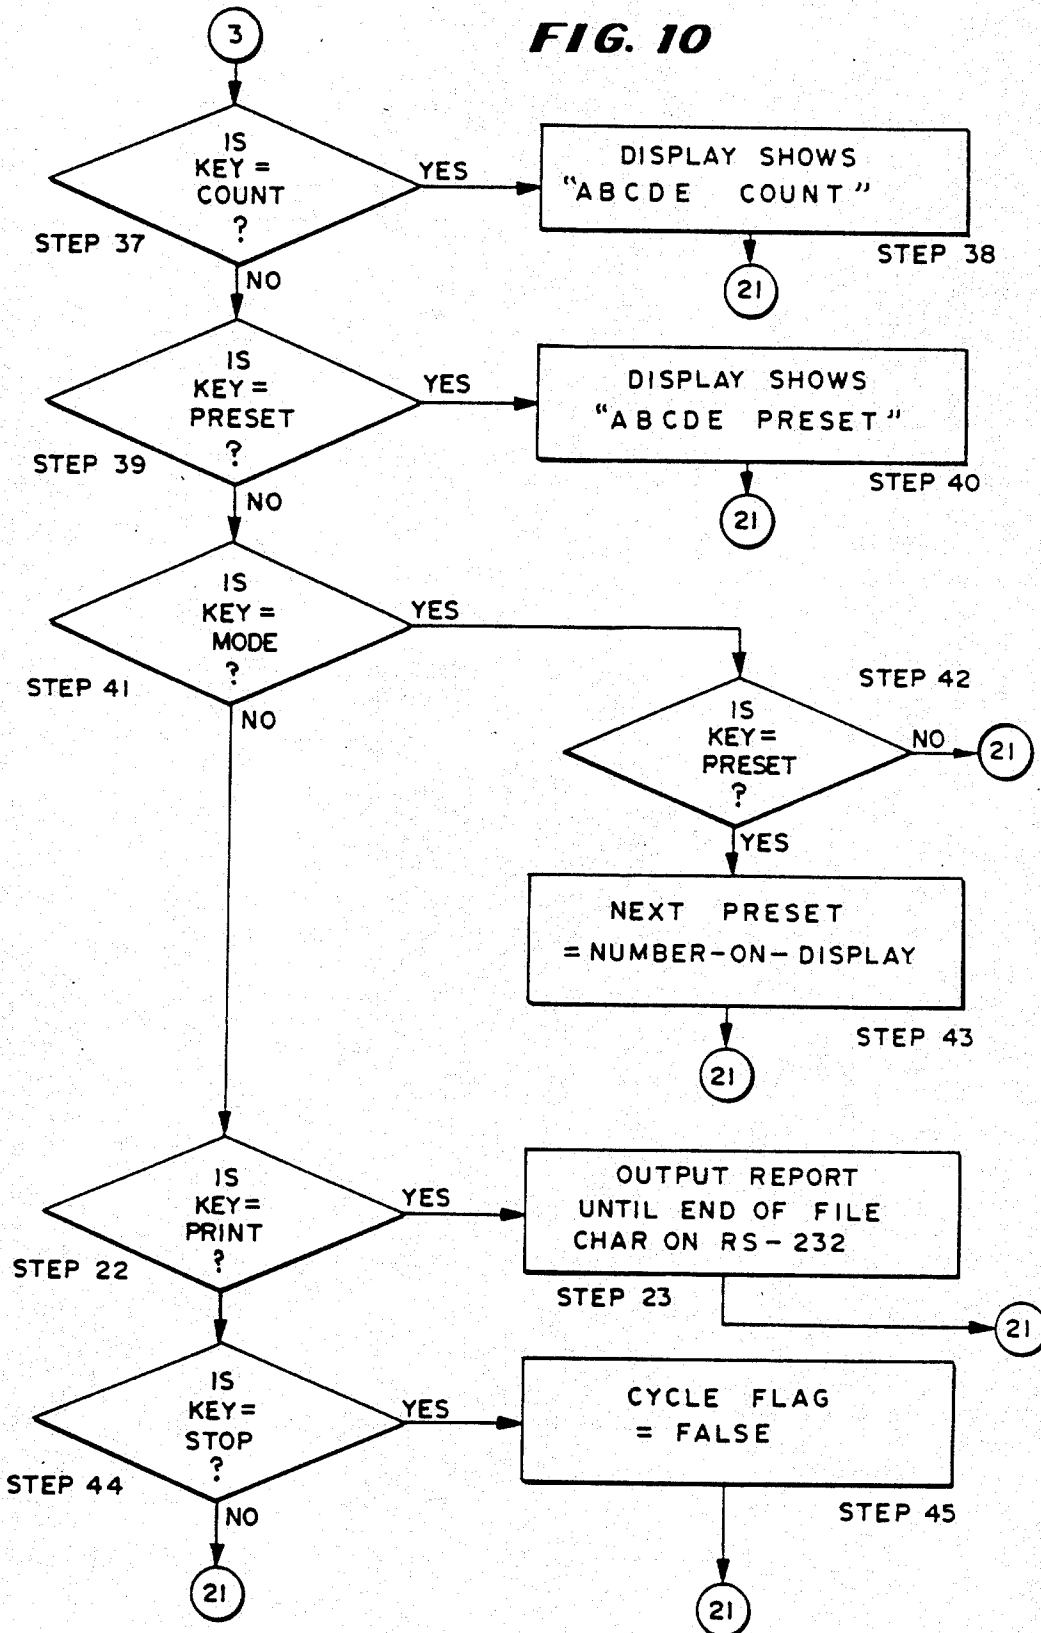 FIG. 10
3
IS
KEY =
COUNT
?
YES
STEP 37
NO
DISPLAY SHOWS
"ABCDE COUNT"
STEP 38
21
IS
KEY =
PRESET
?
YES
STEP 39
NO
DISPLAY SHOWS
"ABCDE PRESET"
STEP 40
21
IS
KEY =
MODE
?
YES
STEP 41
NO
STEP 42
IS
KEY =
PRESET
?
NO
21
YES
NEXT PRESET
= NUMBER-ON-DISPLAY
STEP 43
21
IS
KEY =
PRINT
?
YES
STEP 22
OUTPUT REPORT
UNTIL END OF FILE
CHAR ON RS-232
STEP 23
21
IS
KEY =
STOP
?
YES
STEP 44
NO
21
CYCLE FLAG
= FALSE
STEP 45
21